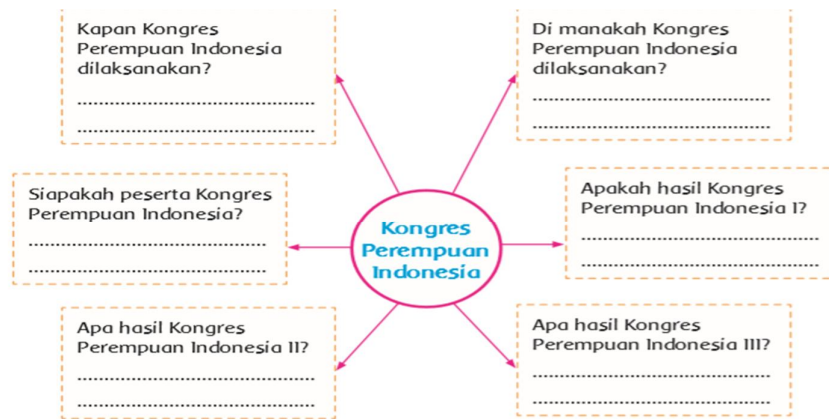 Kapan Kongres
Perempuan Indonesia
dilaksanakan?
........................................
........................................
Di manakah Kongres
Perempuan Indonesia
dilaksanakan?
........................................
........................................
Siapakah peserta Kongres
Perempuan Indonesia?
........................................
........................................
Kongres
Perempuan
Indonesia
Apakah hasil Kongres
Perempuan Indonesia I?
........................................
........................................
Apa hasil Kongres
Perempuan Indonesia II?
........................................
........................................
Apa hasil Kongres
Perempuan Indonesia III?
........................................
........................................